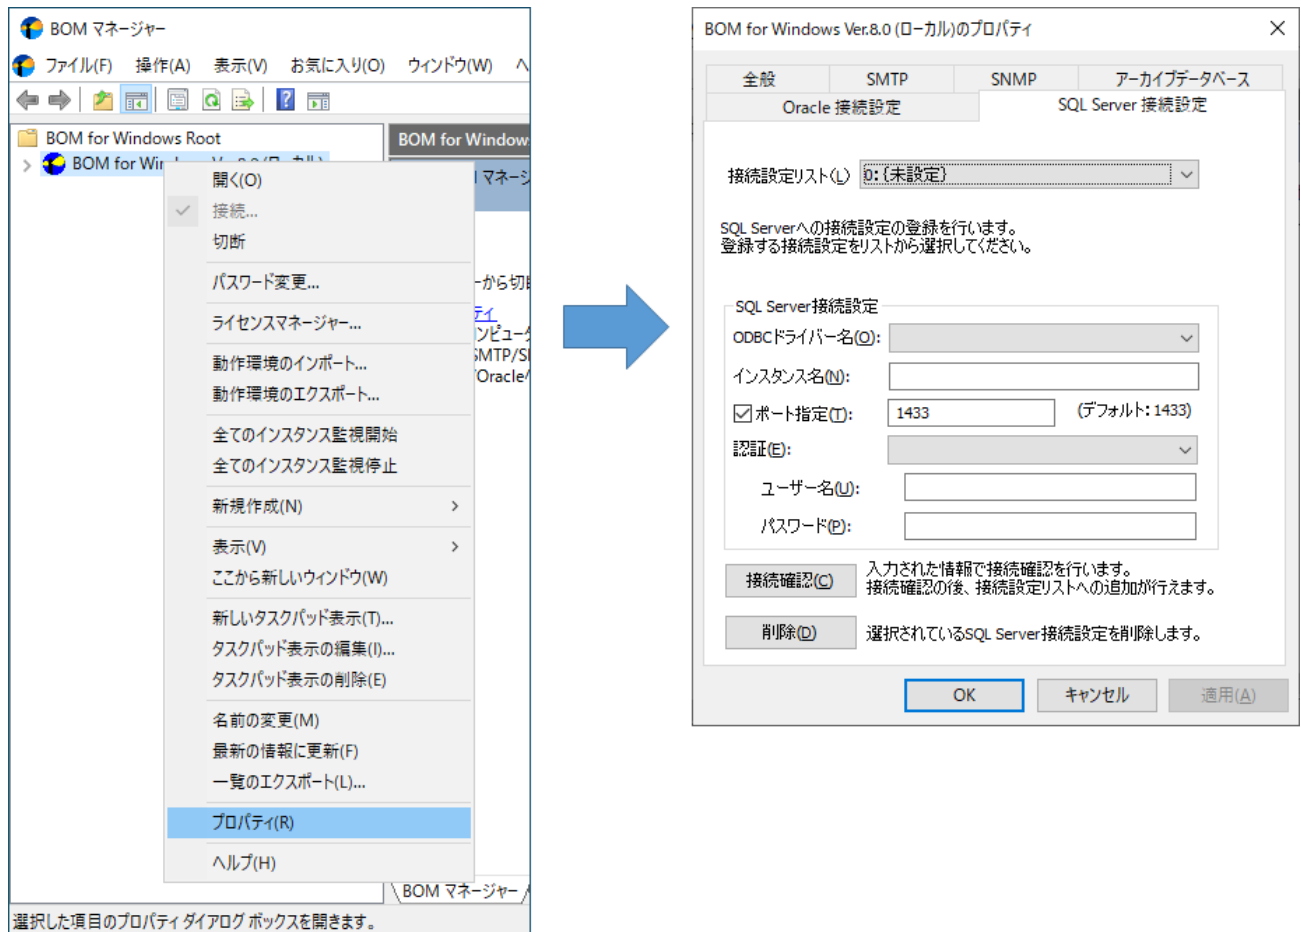 BOM マネージャー
ファイル(F) 操作(A) 表示(V) お気に入り(O) ウィンドウ(W) ヘ
BOM for Windows Root
BOM for Window
BOM for Win
マネージ
開く(O)
接続...
切断
パスワード変更...
ーから切
ライセンスマネージャー...
ティ
ンピュータ
動作環境のインポート...
SMTP/S
動作環境のエクスポート...
/Oracle/
全てのインスタンス監視開始
全てのインスタンス監視停止
新規作成(N)
表示(V)
ここから新しいウィンドウ(W)
新しいタスクパッド表示(T)...
タスクパッド表示の編集(I)...
タスクパッド表示の削除(E)
名前の変更(M)
最新の情報に更新(F)
一覧のエクスポート(L)...
プロパティ(R)
ヘルプ(H)
BOM マネージャー
選択した項目のプロパティ ダイアログ ボックスを開きます。
BOM for Windows Ver.8.0 (ローカル)のプロパティ
全般 SMTP SNMP アーカイブデータベース
Oracle 接続設定 SQL Server 接続設定
接続設定リスト(L) 0:{未設定}
SQL Serverへの接続設定の登録を行います。
登録する接続設定をリストから選択してください。
SQL Server接続設定
ODBCドライバー名(O):
インスタンス名(N):
ポート指定(T): 1433 (デフォルト: 1433)
認証(E):
ユーザー名(U):
パスワード(P):
接続確認(C) 入力された情報で接続確認を行います。
接続確認の後、接続設定リストへの追加が行えます。
削除(D) 選択されているSQL Server接続設定を削除します。
OK キャンセル 適用(A)